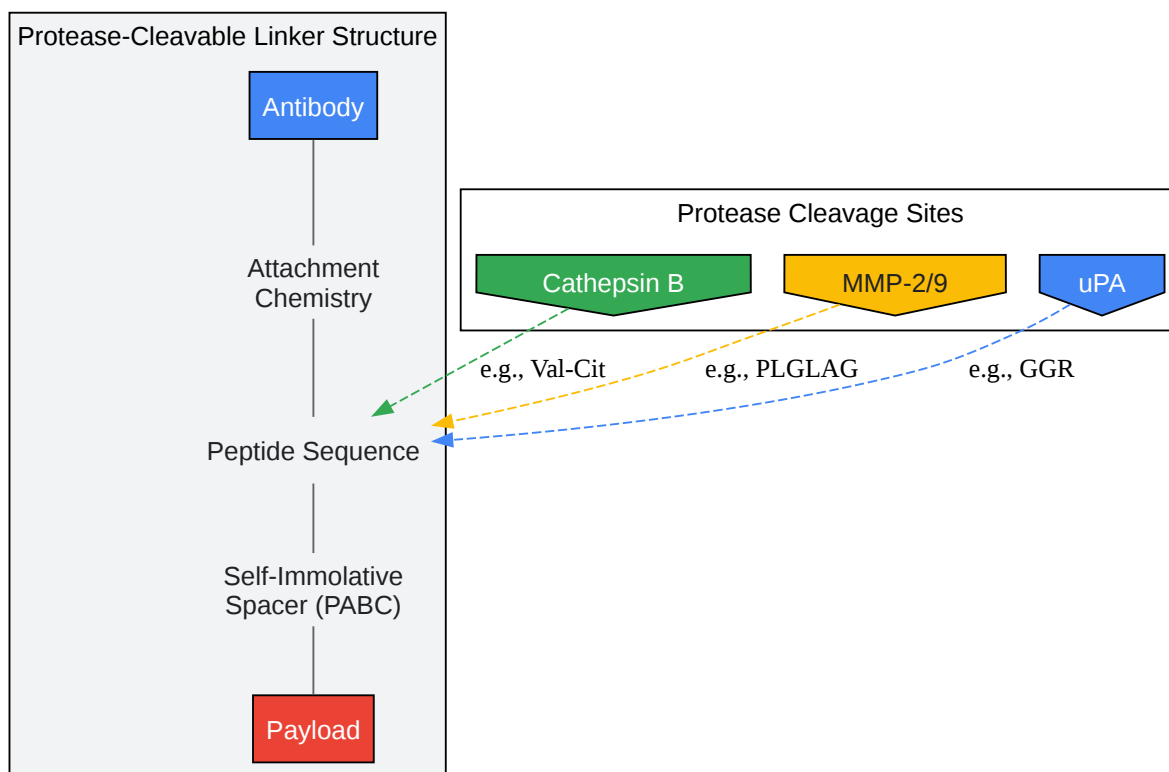 Protease-Cleavable Linker Structure
Antibody
Attachment
Chemistry
Peptide Sequence
Self-Immolative
Spacer (PABC)
Payload
Protease Cleavage Sites
Cathepsin B
MMP-2/9
uPA
e.g., Val-Cit
e.g., PLGLAG
e.g., GGR